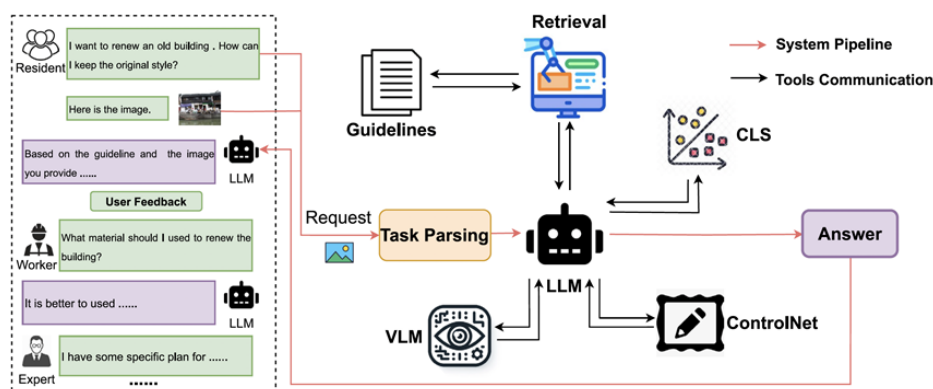 Resident
I want to renew an old building . How can
I keep the original style?
Here is the image.
Based on the guideline and the image
you provide ......
LLM
User Feedback
Worker
What material should I used to renew the
building?
It is better to used ......
LLM
Expert
I have some specific plan for ......
......
Retrieval
Guidelines
CLS
Request
Task Parsing
LLM
Answer
VLM
ControlNet
System Pipeline
Tools Communication